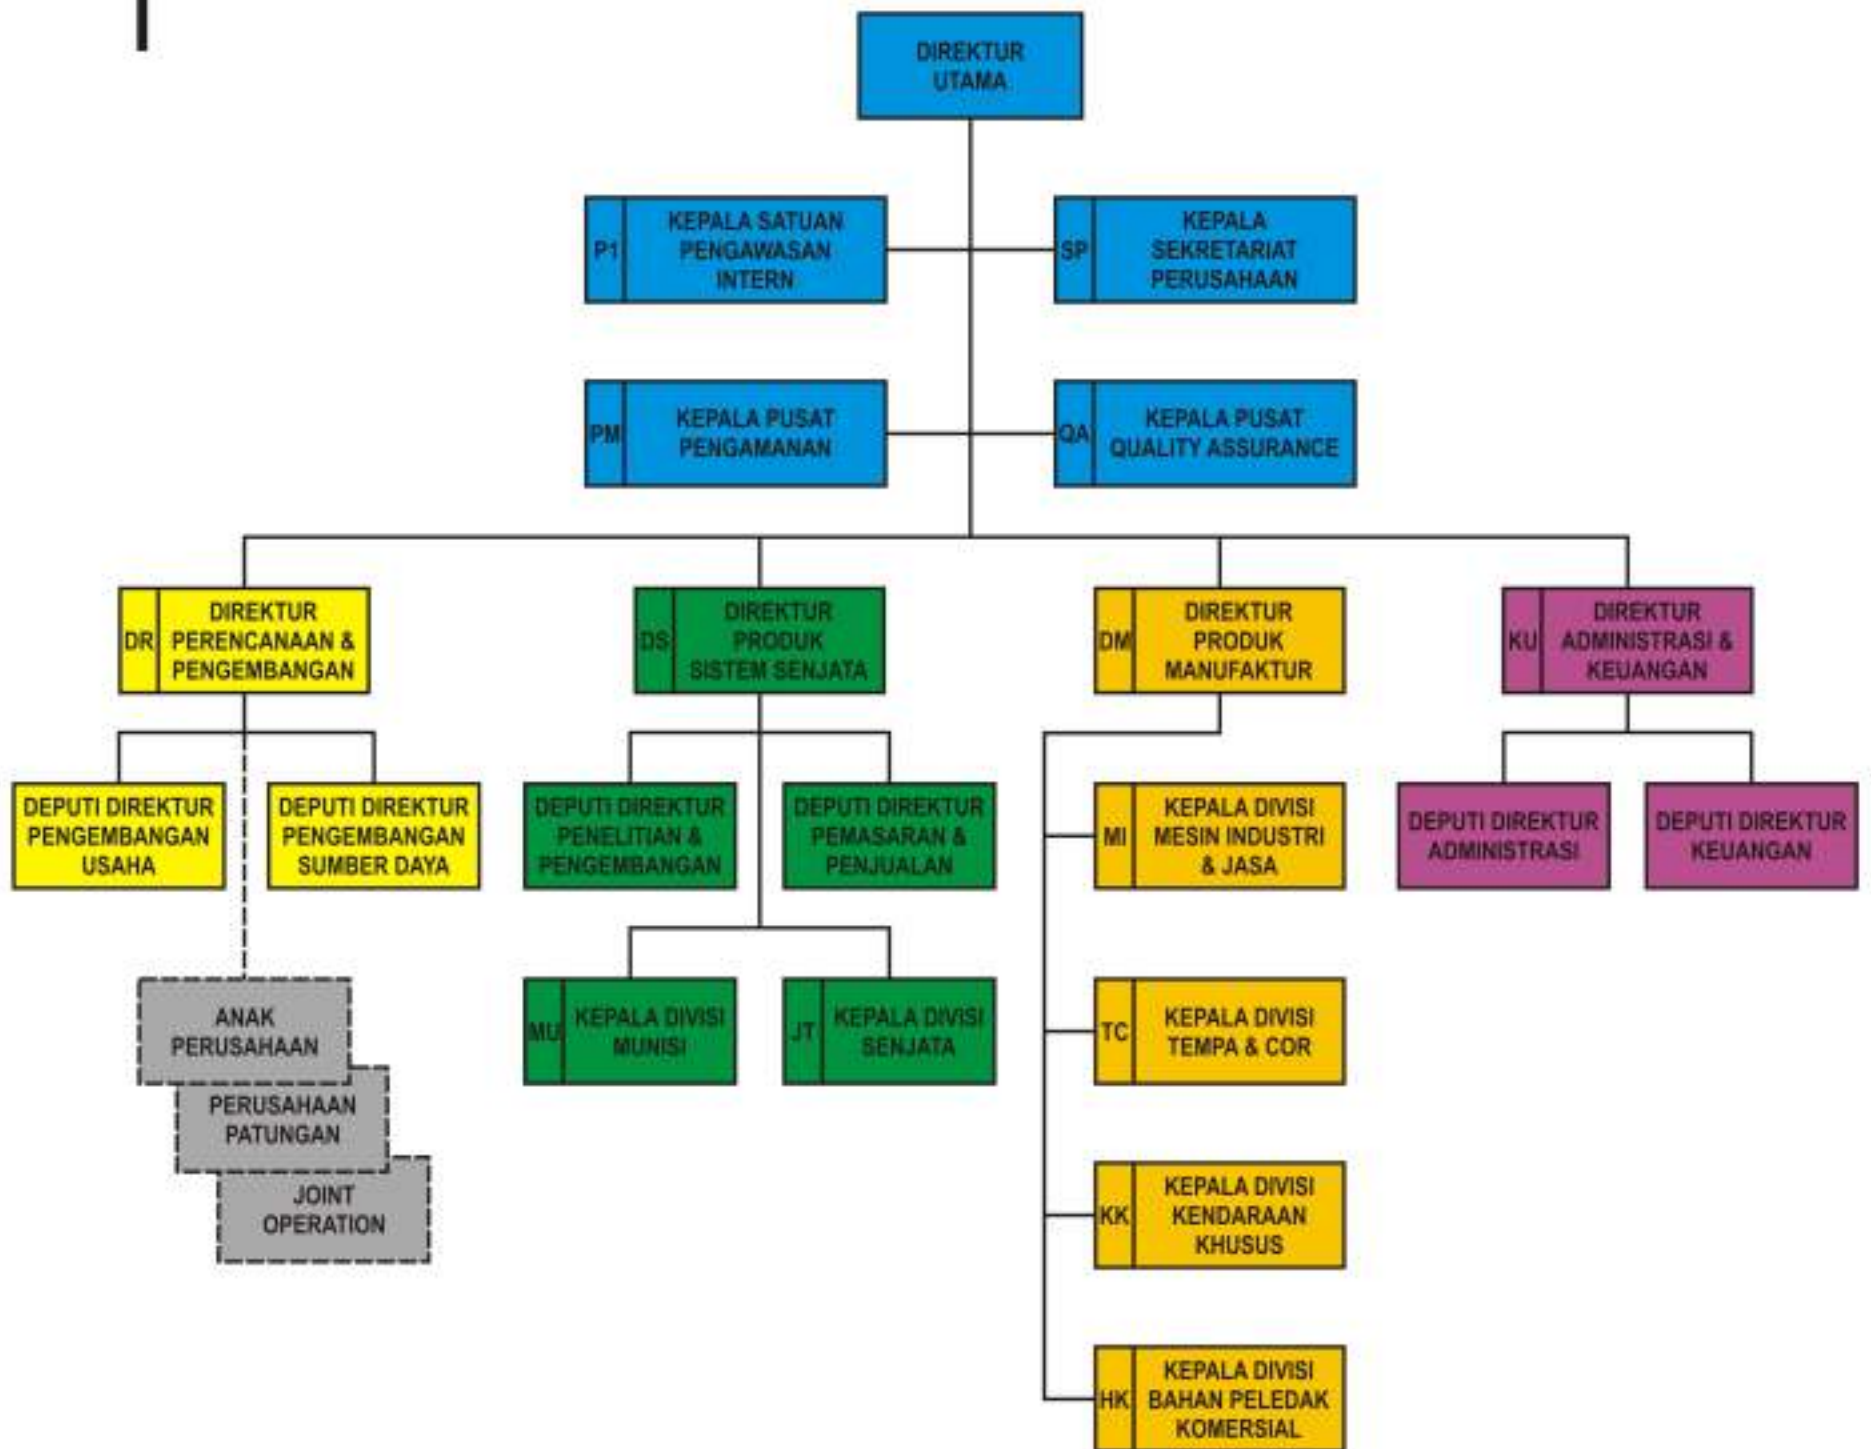 DIREKTUR
UTAMA
P1
KEPALA SATUAN
PENGAWASAN
INTERN
SP
KEPALA
SEKRETARIAT
PERUSAHAAN
PM
KEPALA PUSAT
PENGAMANAN
QA
KEPALA PUSAT
QUALITY ASSURANCE
DR
DIREKTUR
PERENCANAAN &
PENGEMBANGAN
DS
DIREKTUR
PRODUK
SISTEM SENJATA
DM
DIREKTUR
PRODUK
MANUFAKTUR
KU
DIREKTUR
ADMINISTRASI &
KEUANGAN
DEPUTI DIREKTUR
PENGEMBANGAN
USAHA
DEPUTI DIREKTUR
PENGEMBANGAN
SUMBER DAYA
DEPUTI DIREKTUR
PENELITIAN &
PENGEMBANGAN
DEPUTI DIREKTUR
PEMASARAN &
PENJUALAN
MI
KEPALA DIVISI
MESIN INDUSTRI
& JASA
DEPUTI DIREKTUR
ADMINISTRASI
DEPUTI DIREKTUR
KEUANGAN
ANAK
PERUSAHAAN
PERUSAHAAN
PATUNGAN
JOINT
OPERATION
MU
KEPALA DIVISI
MUNISI
JT
KEPALA DIVISI
SENJATA
TC
KEPALA DIVISI
TEMPA & COR
KK
KEPALA DIVISI
KENDARAAN
KHUSUS
HK
KEPALA DIVISI
BAHAN PELEDAK
KOMERSIAL